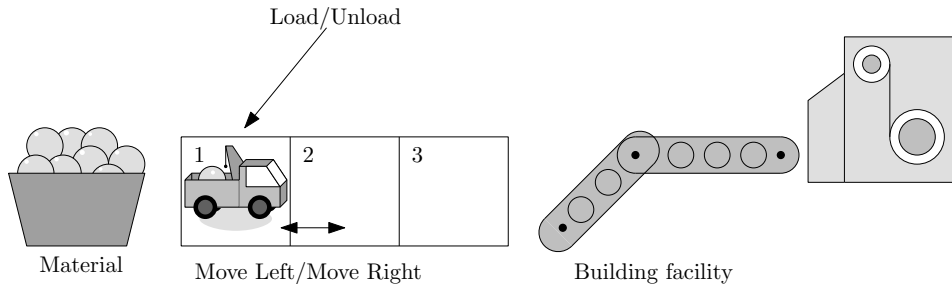 Load/Unload
1
2
3
Material
Move Left/Move Right
Building facility